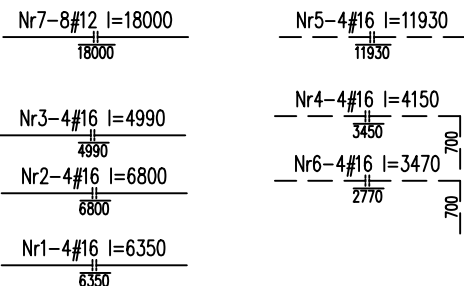 Nr7-8#12 l=18000
18000
Nr3-4#16 l=4990
4990
Nr2-4#16 l=6800
6800
Nr1-4#16 l=6350
6350
Nr5-4#16 l=11930
11930
Nr4-4#16 l=4150
3450
700
Nr6-4#16 l=3470
2770
700